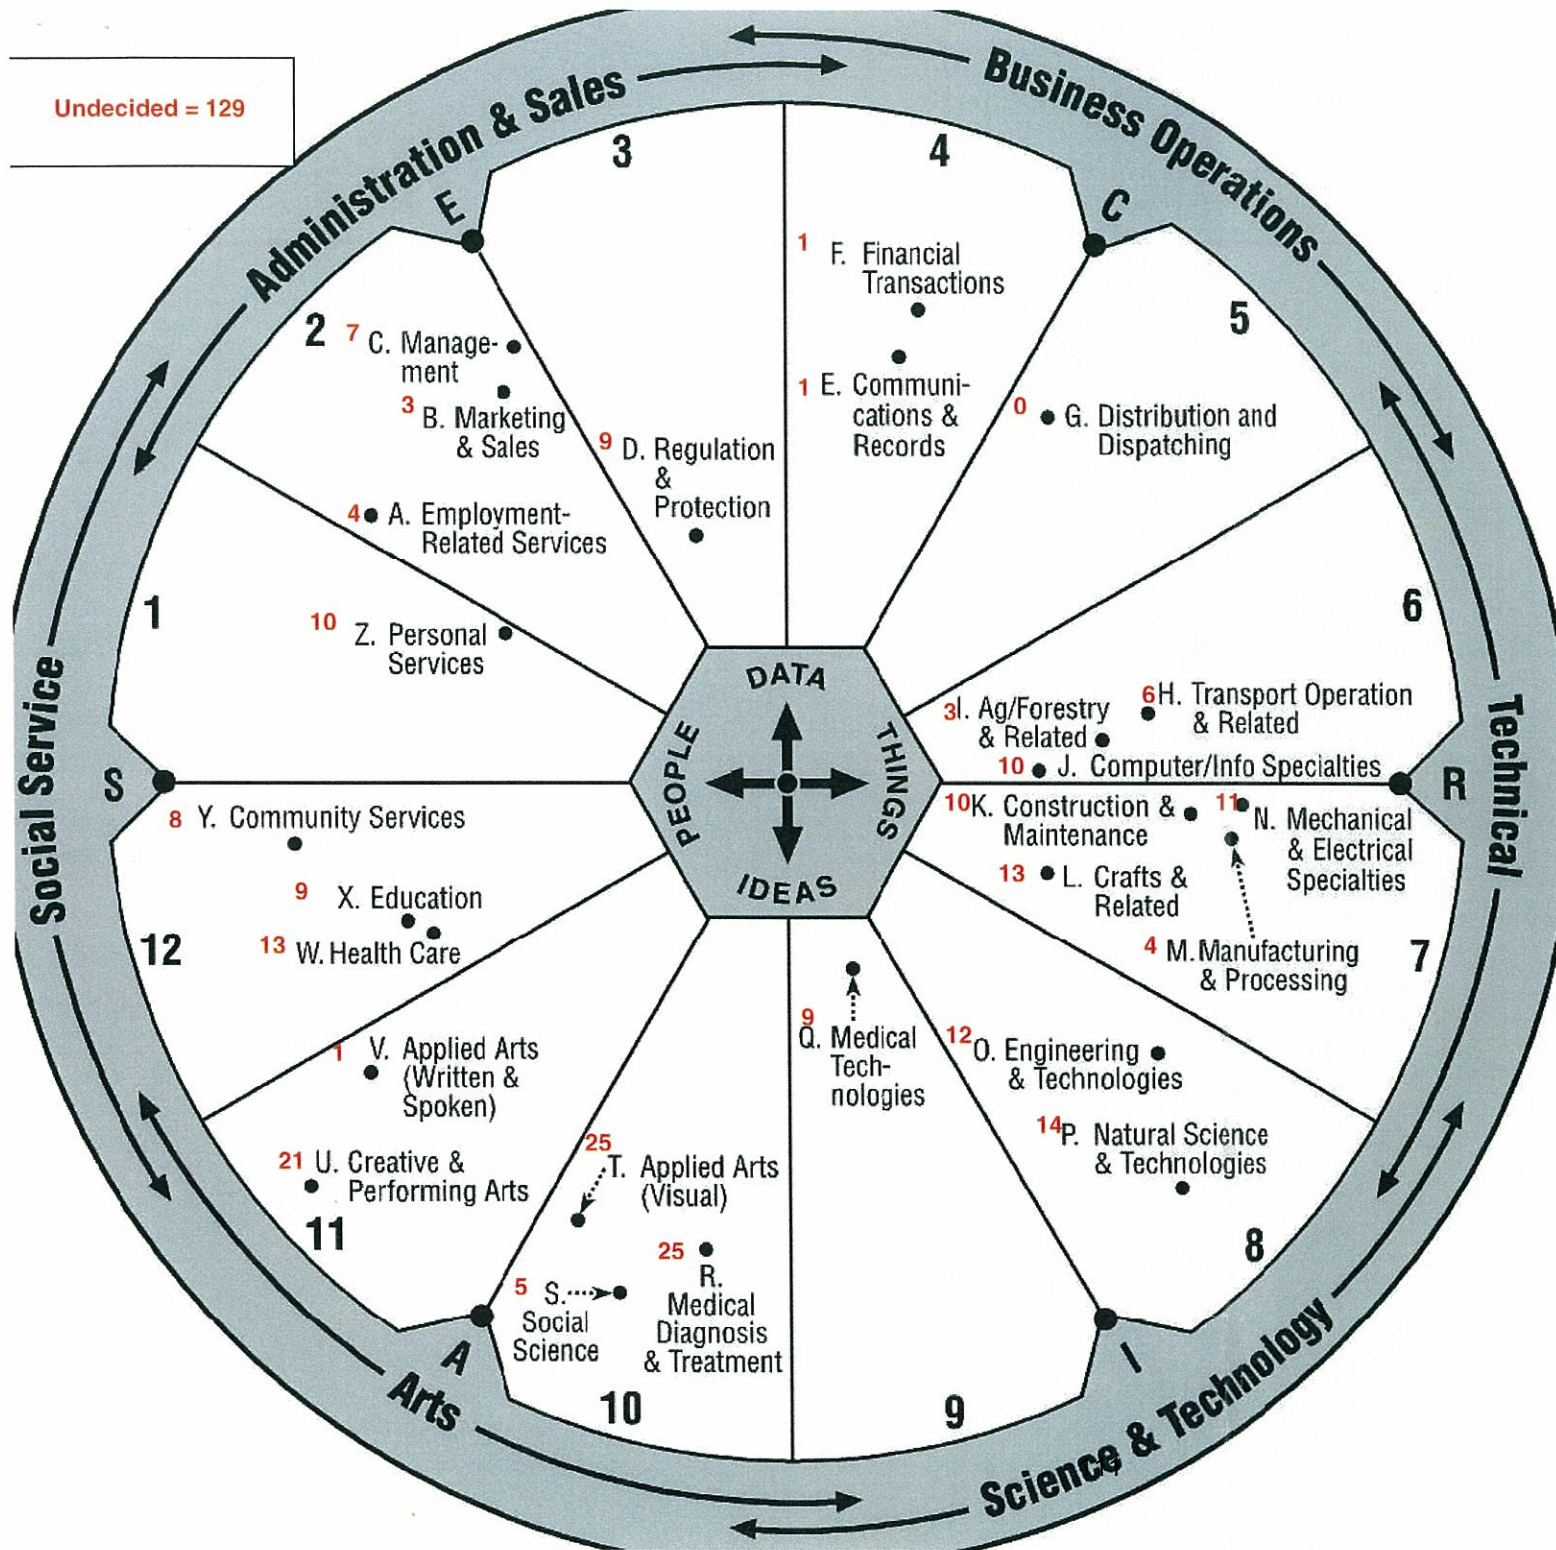 Undecided = 129
Administration & Sales
Business Operations
Technical
Science & Technology
Arts
Social Service
E
C
R
I
A
S
3
4
5
6
7
8
9
10
11
12
1
2
1
F. Financial
Transactions
1
E. Communi-
cations &
Records
0
G. Distribution and
Dispatching
7
C. Manage-
ment
3
B. Marketing
& Sales
9
D. Regulation
&
Protection
4
A. Employment-
Related Services
10
Z. Personal
Services
DATA
THINGS
IDEAS
PEOPLE
3
I. Ag/Forestry
& Related
6
H. Transport Operation
& Related
10
J. Computer/Info Specialties
10
K. Construction &
Maintenance
11
N. Mechanical
& Electrical
Specialties
13
L. Crafts &
Related
4
M. Manufacturing
& Processing
8
Y. Community Services
9
X. Education
13
W. Health Care
1
V. Applied Arts
(Written &
Spoken)
21
U. Creative &
Performing Arts
25
T. Applied Arts
(Visual)
25
R.
Medical
Diagnosis
& Treatment
5
S.
Social
Science
9
Q. Medical
Tech-
nologies
12
O. Engineering
& Technologies
14
P. Natural Science
& Technologies